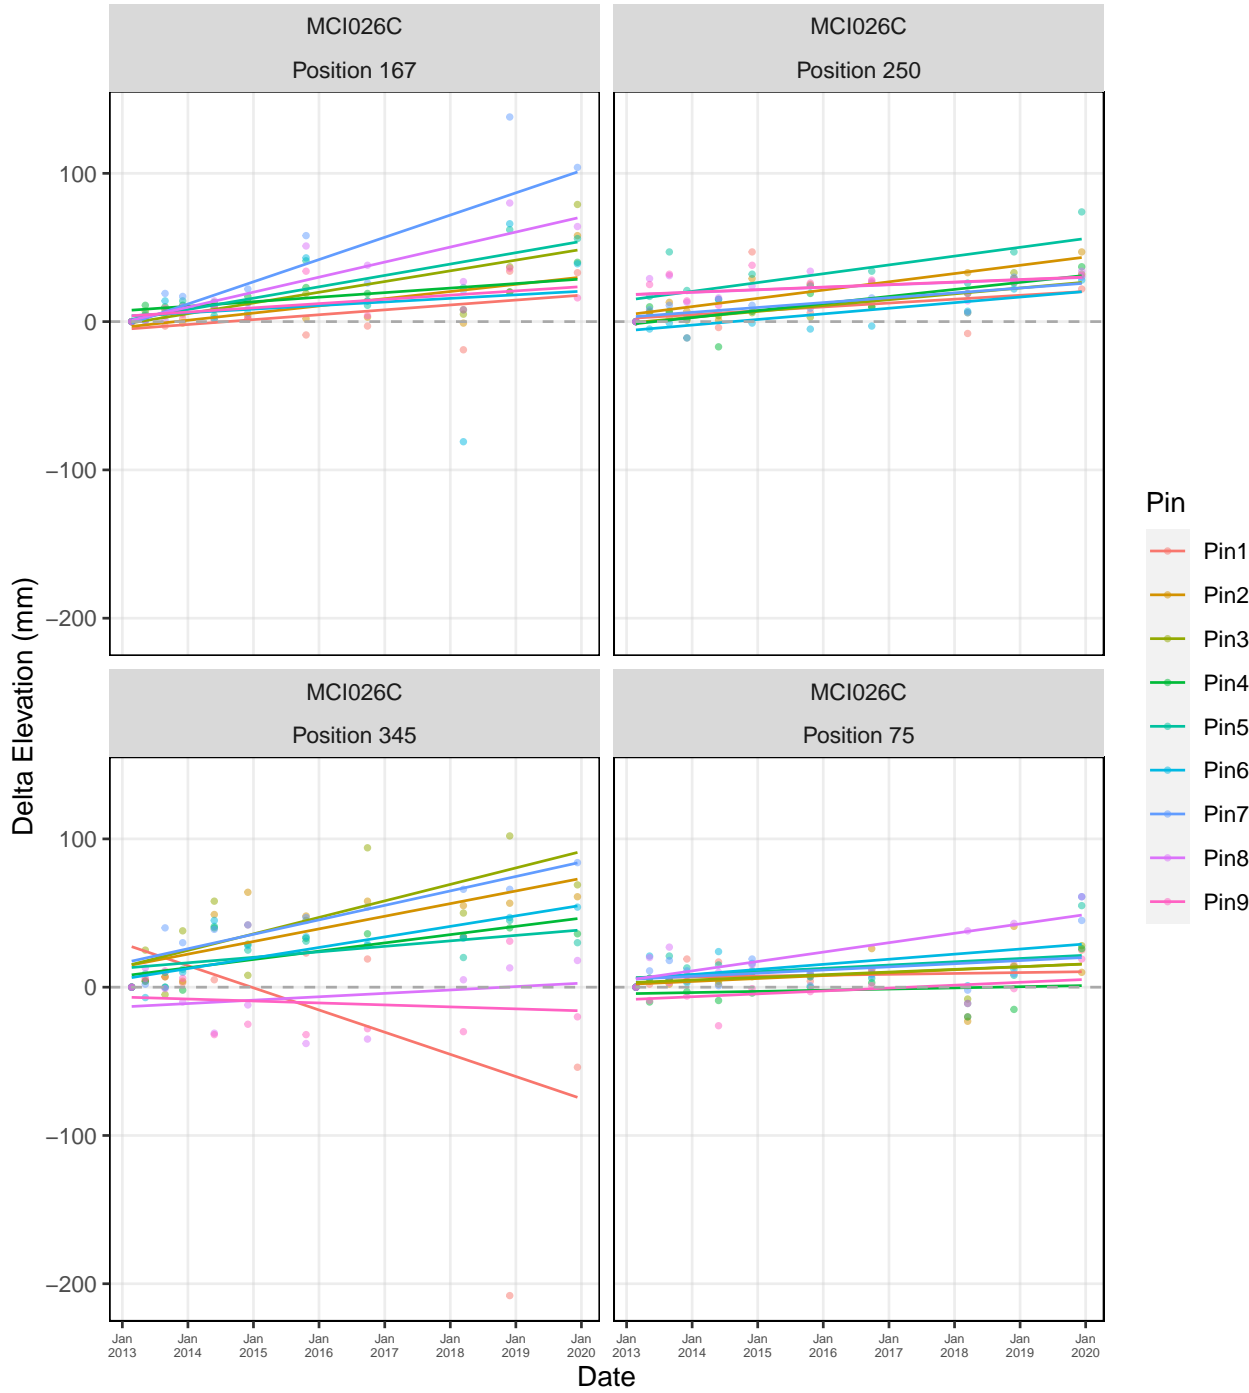 MCI026C
MCI026C
Position 167
Position 250
100
0
−100
−200
MCI026C
MCI026C
Position 345
Position 75
100
0
−100
−200
Delta Elevation (mm)
Jan Jan Jan Jan Jan Jan Jan Jan
2013 2014 2015 2016 2017 2018 2019 2020
Jan Jan Jan Jan Jan Jan Jan Jan
2013 2014 2015 2016 2017 2018 2019 2020
Date
Pin
Pin1
Pin2
Pin3
Pin4
Pin5
Pin6
Pin7
Pin8
Pin9